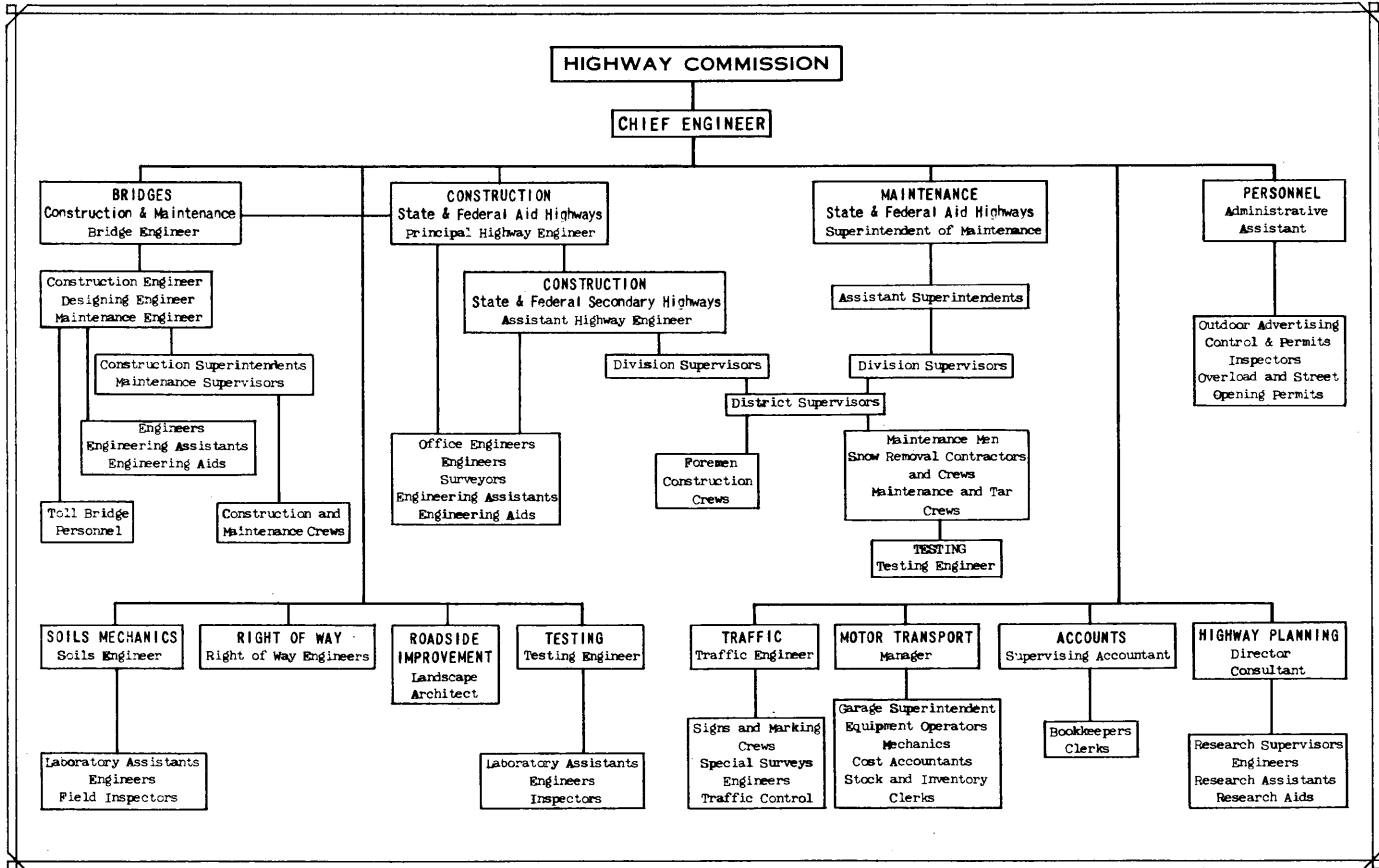 HIGHWAY COMMISSION
CHIEF ENGINEER
BRIDGES
Construction & Maintenance
Bridge Engineer
CONSTRUCTION
State & Federal Aid Highways
Principal Highway Engineer
MAINTENANCE
State & Federal Aid Highways
Superintendent of Maintenance
PERSONNEL
Administrative
Assistant
Construction Engineer
Designing Engineer
Maintenance Engineer
CONSTRUCTION
State & Federal Secondary Highways
Assistant Highway Engineer
Assistant Superintendents
Outdoor Advertising
Control & Permits
Inspectors
Overload and Street
Opening Permits
Construction Superintendents
Maintenance Supervisors
Division Supervisors
Division Supervisors
District Supervisors
Engineers
Engineering Assistants
Engineering Aids
Office Engineers
Engineers
Surveyors
Engineering Assistants
Engineering Aids
Foremen
Construction
Crews
Maintenance Men
Snow Removal Contractors
and Crews
Maintenance and Tar
Crews
Toll Bridge
Personnel
Construction and
Maintenance Crews
TESTING
Testing Engineer
SOILS MECHANICS
Soils Engineer
RIGHT OF WAY
Right of Way Engineers
ROADSIDE
IMPROVEMENT
Landscape
Architect
TESTING
Testing Engineer
TRAFFIC
Traffic Engineer
MOTOR TRANSPORT
Manager
ACCOUNTS
Supervising Accountant
HIGHWAY PLANNING
Director
Consultant
Laboratory Assistants
Engineers
Field Inspectors
Laboratory Assistants
Engineers
Inspectors
Signs and Marking
Crews
Special Surveys
Engineers
Traffic Control
Garage Superintendent
Equipment Operators
Mechanics
Cost Accountants
Stock and Inventory
Clerks
Bookkeepers
Clerks
Research Supervisors
Engineers
Research Assistants
Research Aids